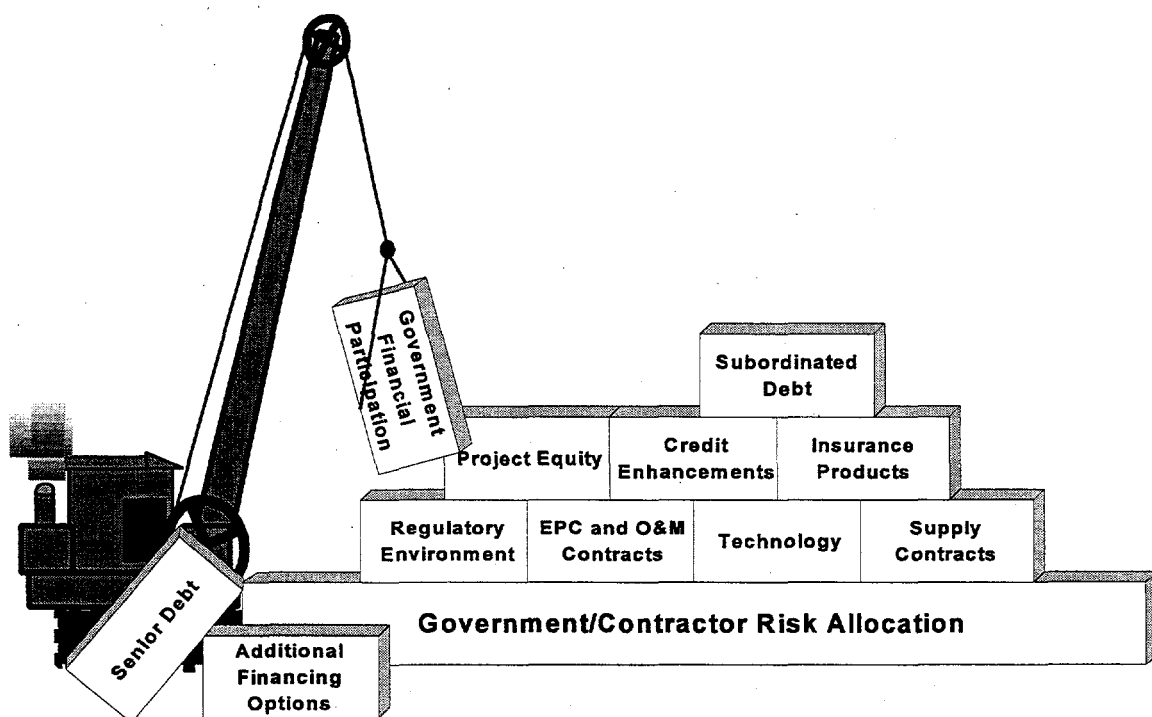 Government
Financial
Participation
Subordinated
Debt
Project Equity
Credit
Enhancements
Insurance
Products
Regulatory
Environment
EPC and O&M
Contracts
Technology
Supply
Contracts
Government/Contractor Risk Allocation
Senior Debt
Additional
Financing
Options